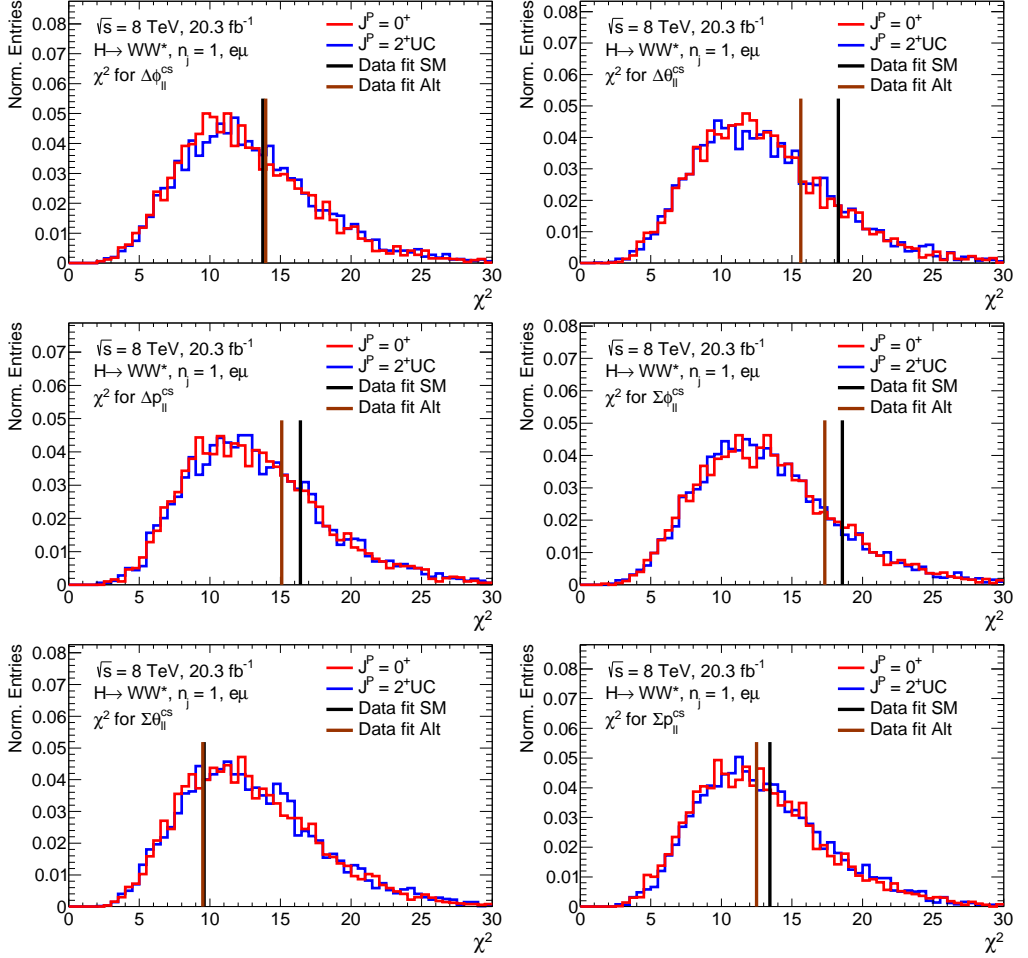 Norm. Entries
√s = 8 TeV, 20.3 fb⁻¹
H→ WW*, n_j = 1, eμ
χ² for Δϕ_ll^cs
J^P = 0⁺
J^P = 2⁺UC
Data fit SM
Data fit Alt
0.05
0.04
0.03
0.02
0.01
0
0 5 10 15 20 25 30
χ²
Norm. Entries
√s = 8 TeV, 20.3 fb⁻¹
H→ WW*, n_j = 1, eμ
χ² for Δθ_ll^cs
J^P = 0⁺
J^P = 2⁺UC
Data fit SM
Data fit Alt
0.08
0.07
0.06
0.05
0.04
0.03
0.02
0.01
0
0 5 10 15 20 25 30
χ²
Norm. Entries
√s = 8 TeV, 20.3 fb⁻¹
H→ WW*, n_j = 1, eμ
χ² for Δp_ll^cs
J^P = 0⁺
J^P = 2⁺UC
Data fit SM
Data fit Alt
0.07
0.06
0.05
0.04
0.03
0.02
0.01
0
0 5 10 15 20 25 30
χ²
Norm. Entries
√s = 8 TeV, 20.3 fb⁻¹
H→ WW*, n_j = 1, eμ
χ² for Σϕ_ll^cs
J^P = 0⁺
J^P = 2⁺UC
Data fit SM
Data fit Alt
0.08
0.07
0.06
0.05
0.04
0.03
0.02
0.01
0
0 5 10 15 20 25 30
χ²
Norm. Entries
√s = 8 TeV, 20.3 fb⁻¹
H→ WW*, n_j = 1, eμ
χ² for Σθ_ll^cs
J^P = 0⁺
J^P = 2⁺UC
Data fit SM
Data fit Alt
0.08
0.07
0.06
0.05
0.04
0.03
0.02
0.01
0
0 5 10 15 20 25 30
χ²
Norm. Entries
√s = 8 TeV, 20.3 fb⁻¹
H→ WW*, n_j = 1, eμ
χ² for Σp_ll^cs
J^P = 0⁺
J^P = 2⁺UC
Data fit SM
Data fit Alt
0.08
0.07
0.06
0.05
0.04
0.03
0.02
0.01
0
0 5 10 15 20 25 30
χ²